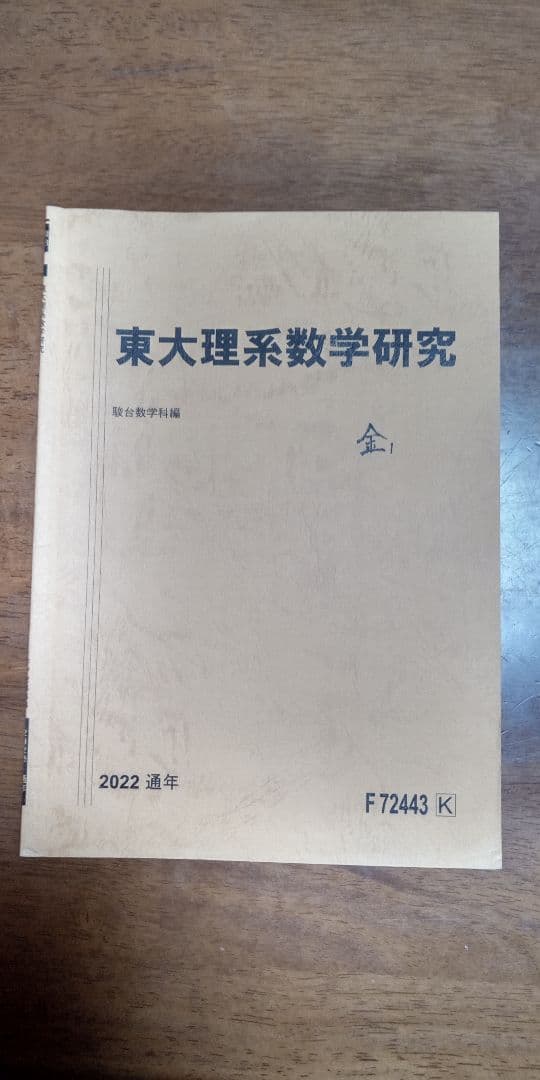 東大理系数学研究
駿台数学科編
金1
2022 通年
F72443 K